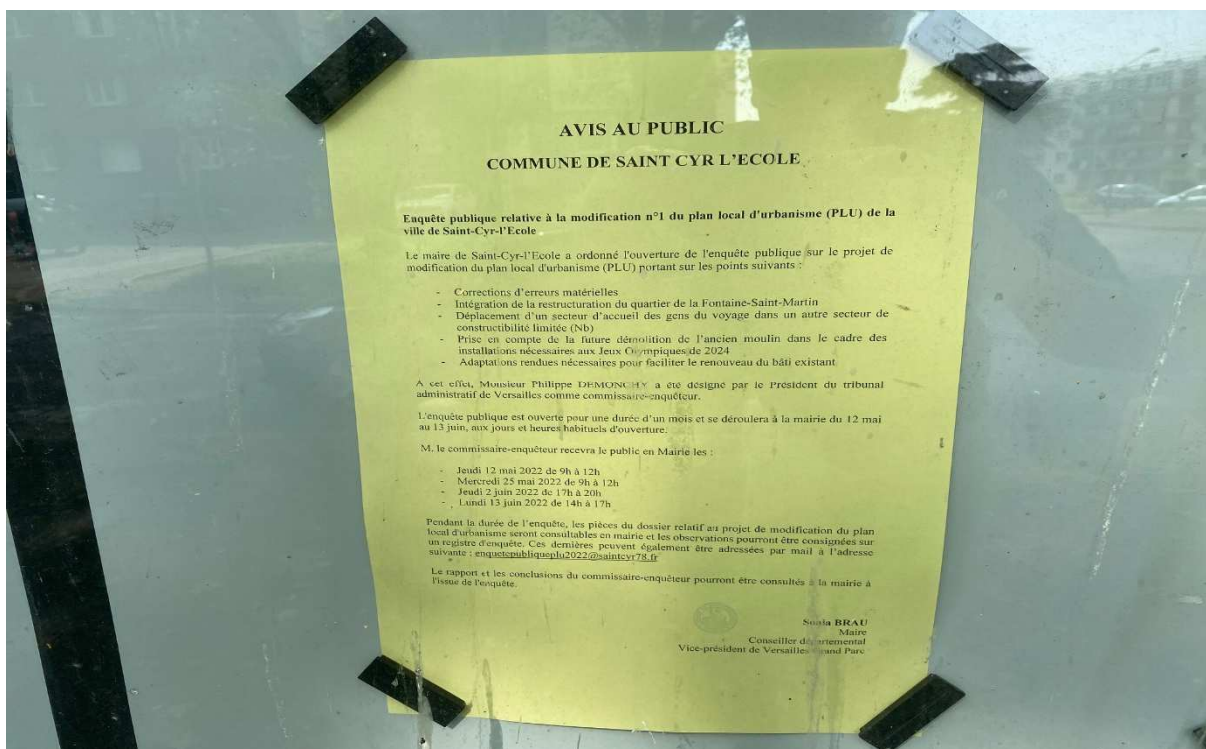 AVIS AU PUBLIC
COMMUNE DE SAINT CYR L'ECOLE
Enquête publique relative à la modification n°1 du plan local d'urbanisme (PLU) de la
ville de Saint-Cyr-l'Ecole
Le maire de Saint-Cyr-l'Ecole a ordonné l'ouverture de l'enquête publique sur le projet de
modification du plan local d'urbanisme (PLU) portant sur les points suivants :
- Corrections d'erreurs matérielles
- Intégration de la restructuration du quartier de la Fontaine-Saint-Martin
- Déplacement d'un secteur d'accueil des gens du voyage dans un autre secteur de
constructibilité limitée (Nb)
- Prise en compte de la future démolition de l'ancien moulin dans le cadre des
installations nécessaires aux Jeux Olympiques de 2024
- Adaptations rendues nécessaires pour faciliter le renouveau du bâti existant
A cet effet, Monsieur Philippe DEMONCHY a été désigné par le Président du tribunal
administratif de Versailles comme commissaire-enquêteur.
L'enquête publique est ouverte pour une durée d'un mois et se déroulera à la mairie du 12 mai
au 13 juin, aux jours et heures habituels d'ouverture.
M. le commissaire-enquêteur recevra le public en Mairie les :
- Jeudi 12 mai 2022 de 9h à 12h
- Mercredi 25 mai 2022 de 9h à 12h
- Jeudi 2 juin 2022 de 17h à 20h
- Lundi 13 juin 2022 de 14h à 17h
Pendant la durée de l'enquête, les pièces du dossier relatif au projet de modification du plan
local d'urbanisme seront consultables en mairie et les observations pourront être consignées sur
un registre d'enquête. Ces dernières peuvent également être adressées par mail à l'adresse
suivante : enquetepubliqueplu2022@saintcyr78.fr
Le rapport et les conclusions du commissaire-enquêteur pourront être consultés à la mairie à
l'issue de l'enquête.
Sonia BRAU
Maire
Conseiller départemental
Vice-président de Versailles Grand Parc